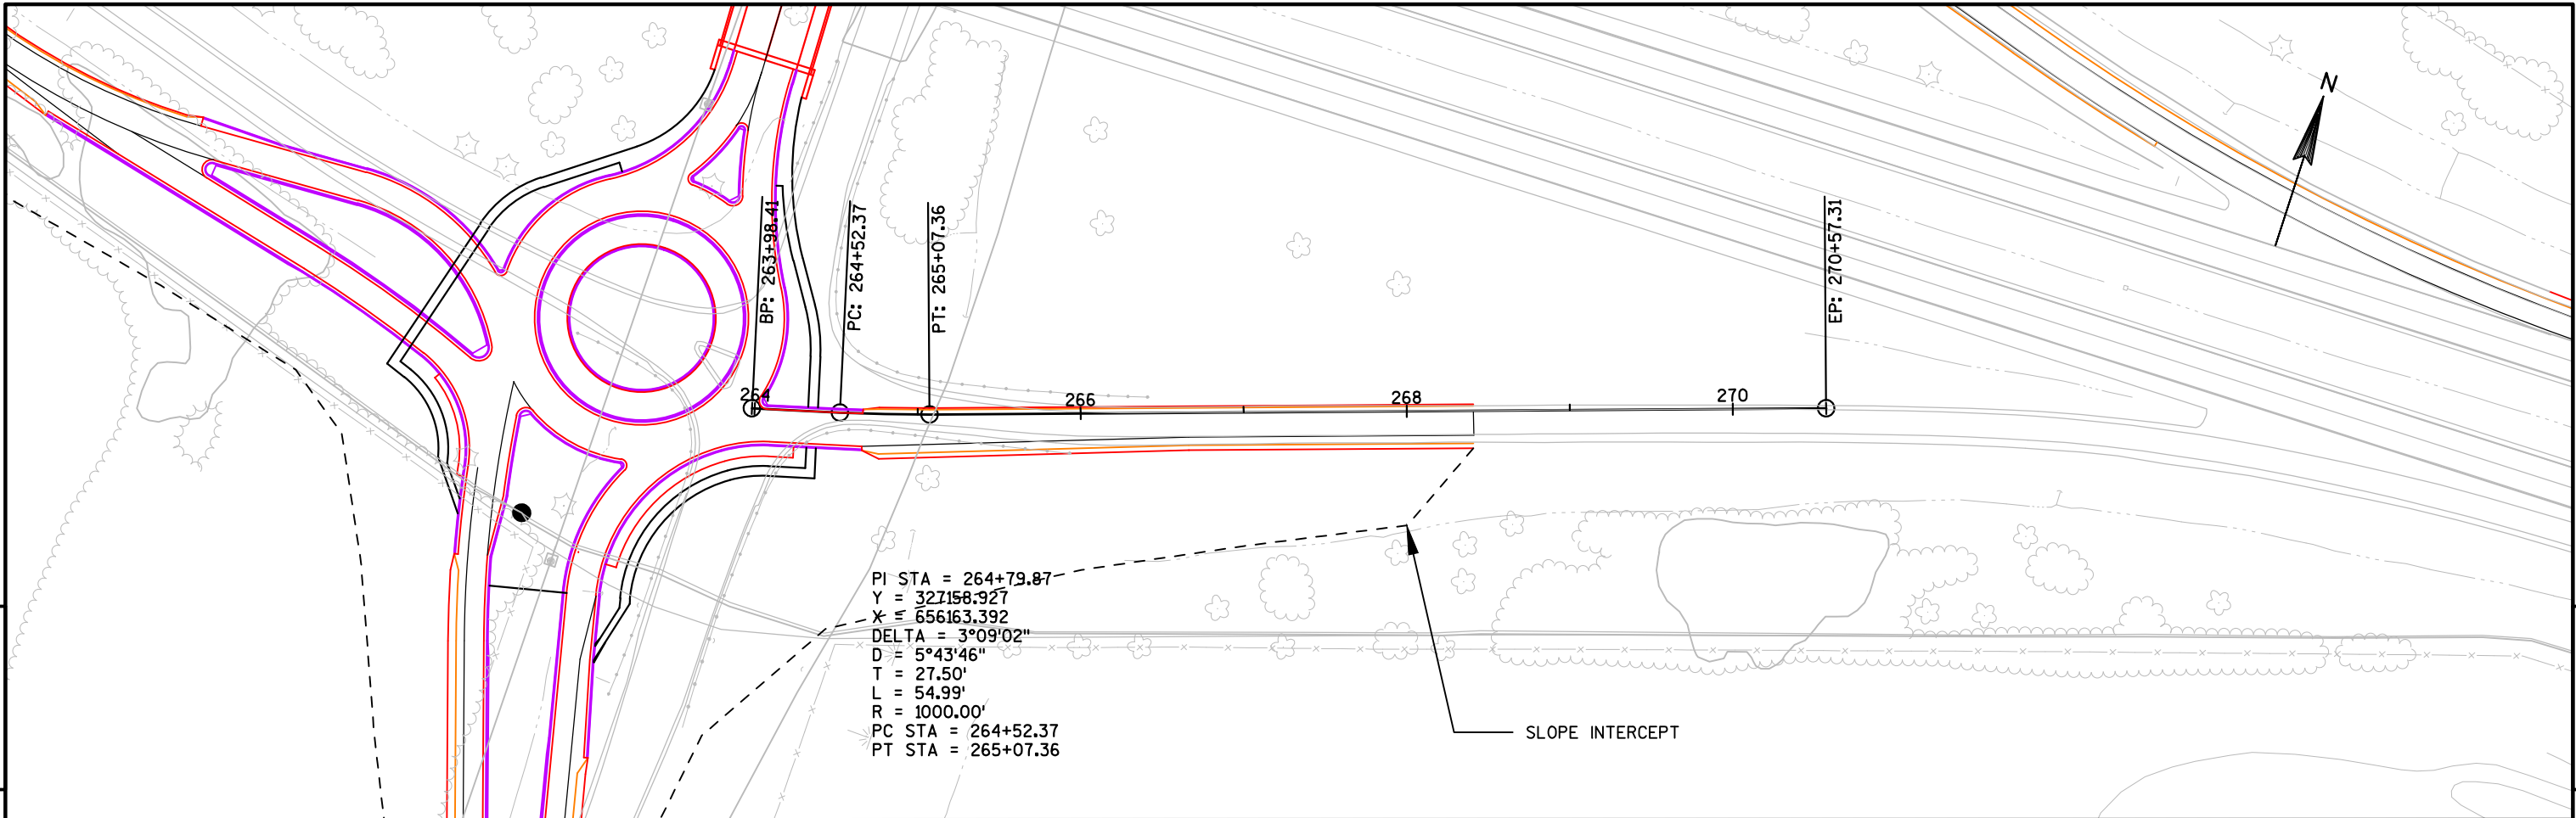 N
BP: 263+98.41
PC: 264+52.37
PT: 265+07.36
EP: 270+57.31
264
266
268
270
PI STA = 264+79.87
Y = 327158.927
X = 656163.392
DELTA = 3°09'02"
D = 5°43'46"
T = 27.50'
L = 54.99'
R = 1000.00'
PC STA = 264+52.37
PT STA = 265+07.36
SLOPE INTERCEPT